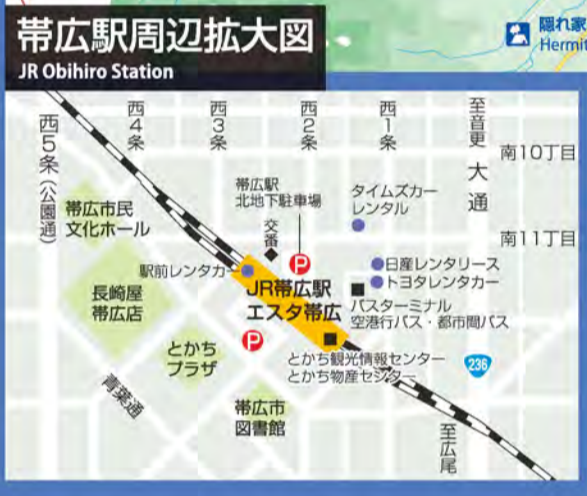 帯広駅周辺拡大図
JR Obihiro Station
隠れ家
Hermit
西5条(公園通)
西4条
西3条
西2条
西1条
至音更
大通
南10丁目
南11丁目
帯広市民
文化ホール
帯広駅
北地下駐車場
交番
P
タイムズカー
レンタル
駅前レンタカー
日産レンタリース
トヨタレンタカー
JR帯広駅
エスタ帯広
バスターミナル
空港行バス・都市間バス
長崎屋
帯広店
とかち
プラザ
P
とかち観光情報センター
とかち物産センター
236
青葉通
帯広市
図書館
至広尾